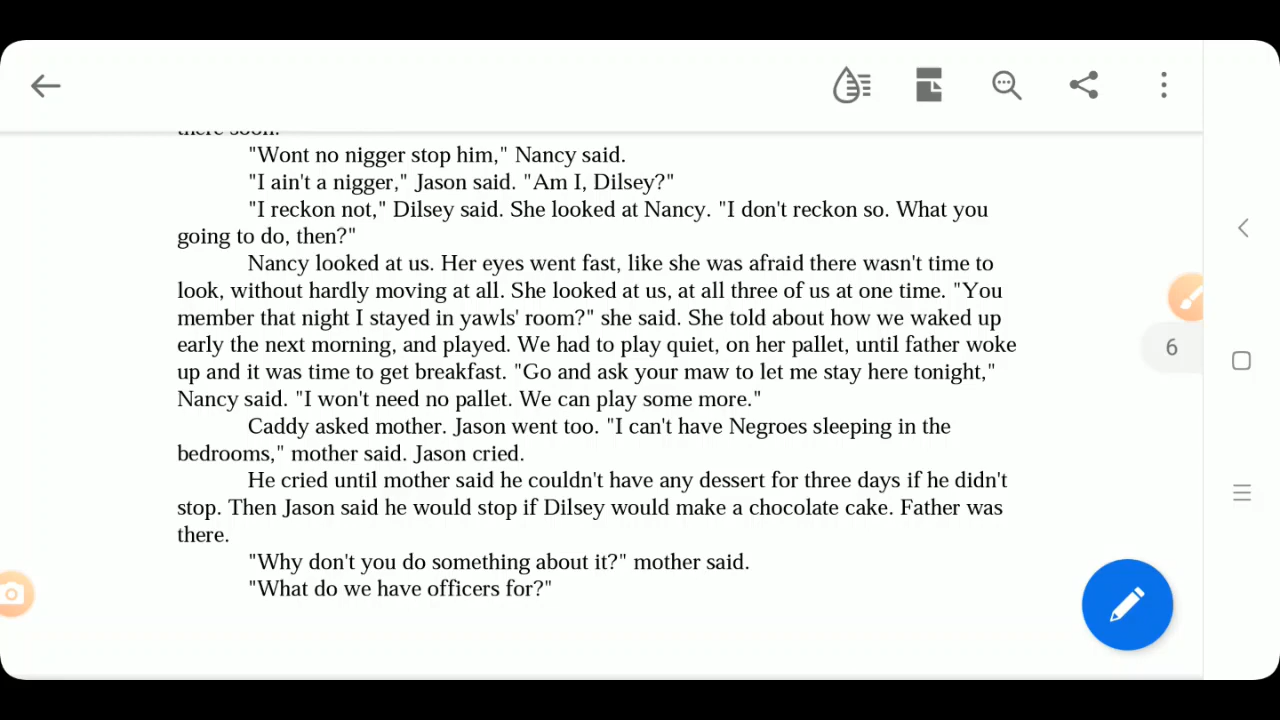 there soon.
"Wont no nigger stop him," Nancy said.
"I ain't a nigger," Jason said. "Am I, Dilsey?"
"I reckon not," Dilsey said. She looked at Nancy. "I don't reckon so. What you
going to do, then?"
Nancy looked at us. Her eyes went fast, like she was afraid there wasn't time to
look, without hardly moving at all. She looked at us, at all three of us at one time. "You
member that night I stayed in yawls' room?" she said. She told about how we waked up
early the next morning, and played. We had to play quiet, on her pallet, until father woke
up and it was time to get breakfast. "Go and ask your maw to let me stay here tonight,"
Nancy said. "I won't need no pallet. We can play some more."
Caddy asked mother. Jason went too. "I can't have Negroes sleeping in the
bedrooms," mother said. Jason cried.
He cried until mother said he couldn't have any dessert for three days if he didn't
stop. Then Jason said he would stop if Dilsey would make a chocolate cake. Father was
there.
"Why don't you do something about it?" mother said.
"What do we have officers for?"
6